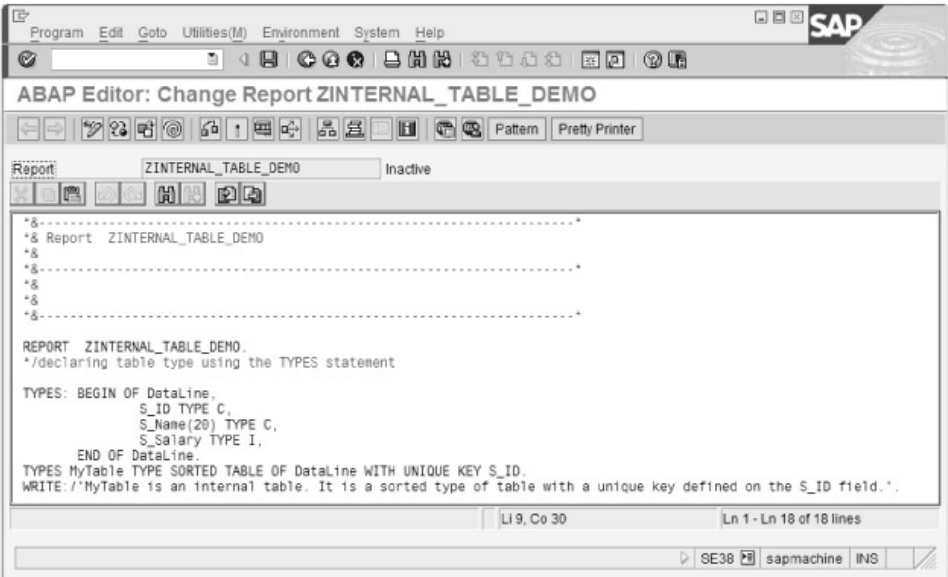 Program Edit Goto Utilities(M) Environment System Help
SAP
ABAP Editor: Change Report ZINTERNAL_TABLE_DEMO
Pattern Pretty Printer
Report ZINTERNAL_TABLE_DEMO Inactive
*&---------------------------------------------------------------------*
*& Report  ZINTERNAL_TABLE_DEMO
*&
*&---------------------------------------------------------------------*
*&
*&
*&---------------------------------------------------------------------*
REPORT  ZINTERNAL_TABLE_DEMO.
*/declaring table type using the TYPES statement
TYPES: BEGIN OF DataLine,
S_ID TYPE C,
S_Name(20) TYPE C,
S_Salary TYPE I,
END OF DataLine.
TYPES MyTable TYPE SORTED TABLE OF DataLine WITH UNIQUE KEY S_ID.
WRITE:/'MyTable is an internal table. It is a sorted type of table with a unique key defined on the S_ID field.'.
Li 9, Co 30 Ln 1 - Ln 18 of 18 lines
SE38 sapmachine INS